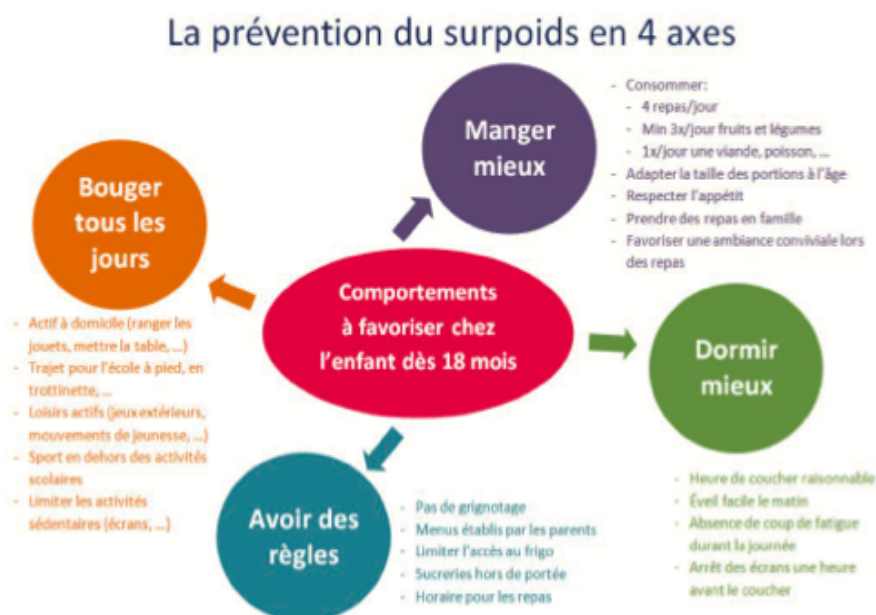 La prévention du surpoids en 4 axes
Manger
mieux
- Consommer:
- 4 repas/jour
- Min 3x/jour fruits et légumes
- 1x/jour une viande, poisson, ...
- Adapter la taille des portions à l'âge
- Respecter l'appétit
- Prendre des repas en famille
- Favoriser une ambiance conviviale lors
des repas
Bouger
tous les
jours
- Actif à domicile (ranger les
jouets, mettre la table, ...)
- Trajet pour l'école à pied, en
trottinette, ...
- Loisirs actifs (jeux extérieurs,
mouvements de jeunesse, ...)
- Sport en dehors des activités
scolaires
- Limiter les activités
sédentaires (écrans, ...)
Comportements
à favoriser chez
l'enfant dès 18 mois
Dormir
mieux
- Heure de coucher raisonnable
- Éveil facile le matin
- Absence de coup de fatigue
durant la journée
- Arrêt des écrans une heure
avant le coucher
Avoir des
règles
- Pas de grignotage
- Menus établis par les parents
- Limiter l'accès au frigo
- Sucreries hors de portée
- Horaire pour les repas